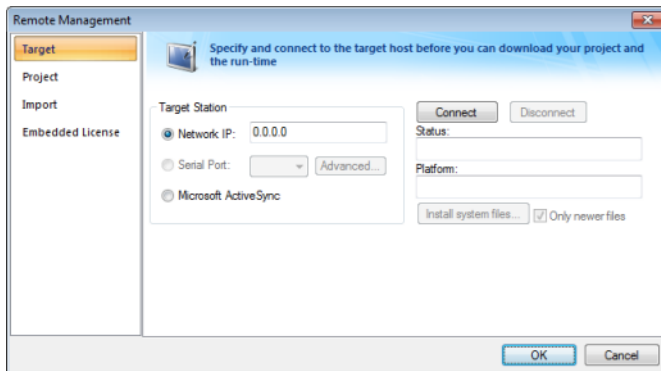 Remote Management
Target
Project
Import
Embedded License
Specify and connect to the target host before you can download your project and
the run-time
Target Station
Network IP: 0.0.0.0
Serial Port: Advanced...
Microsoft ActiveSync
Connect Disconnect
Status:
Platform:
Install system files... Only newer files
OK Cancel